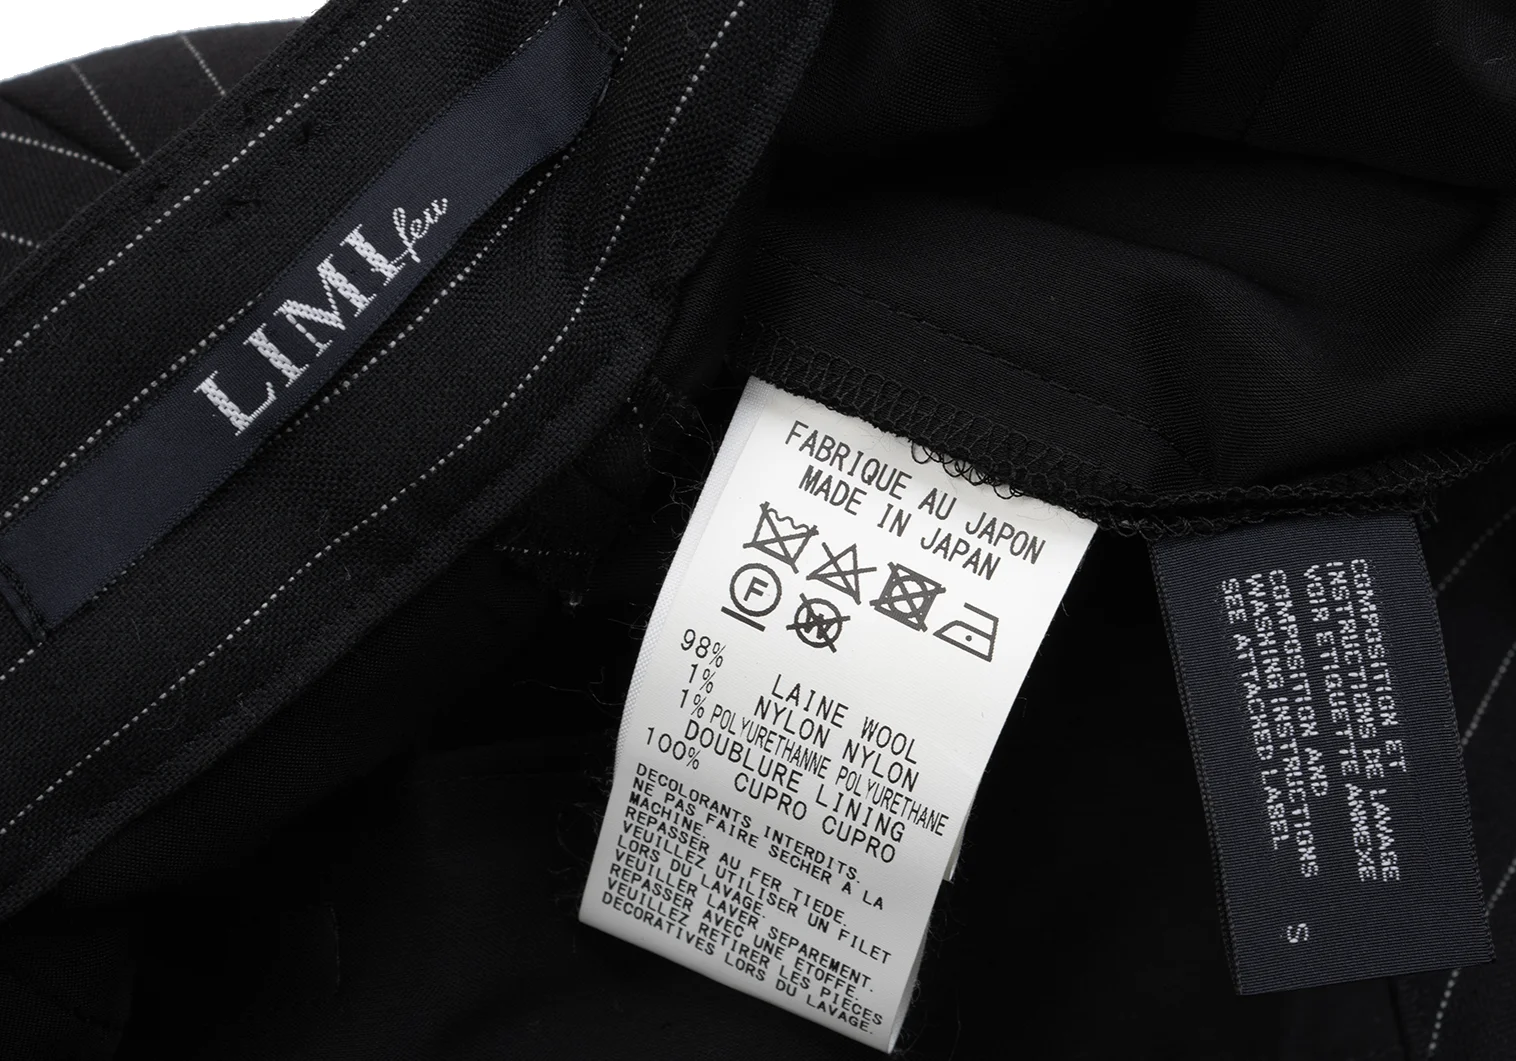 LIMI feu
FABRIQUE AU JAPON
MADE IN JAPAN
F
W
98% LAINE WOOL
1% NYLON NYLON
1% POLYURETHANNE POLYURETHANE
DOUBLURE LINING
100% CUPRO CUPRO
DECOLORANTS INTERDITS.
NE PAS FAIRE SECHER A LA
MACHINE.
REPASSER AU FER TIEDE.
VEUILLEZ UTILISER UN FILET
LORS DU LAVAGE.
VEUILLER LAVER SEPAREMENT.
REPASSER AVEC UNE ETOFFE.
VEUILLEZ RETIRER LES PIECES
DECORATIVES LORS DU LAVAGE.
COMPOSITION ET
INSTRUCTIONS DE LAVAGE
VOIR ETIQUETTE ANNEXE
COMPOSITION AND
WASHING INSTRUCTIONS
SEE ATTACHED LABEL
S